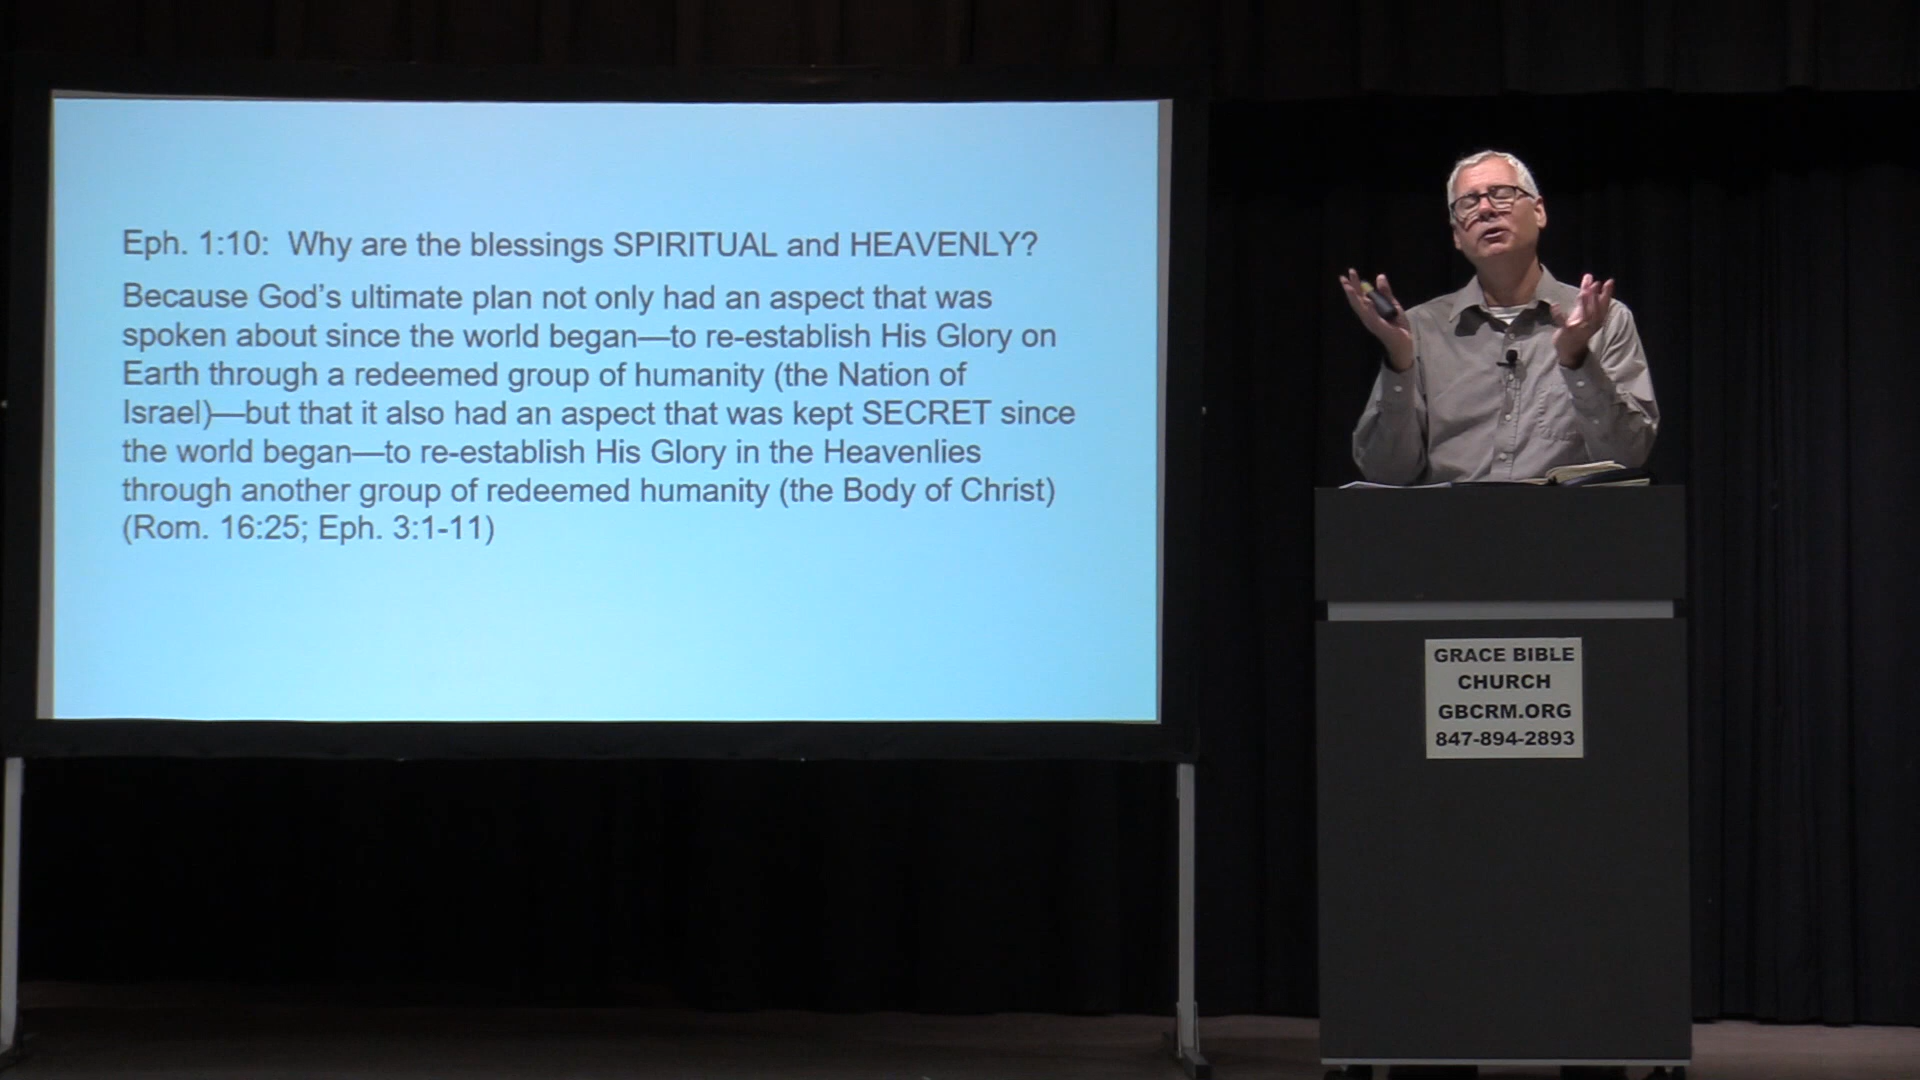 Eph. 1:10:  Why are the blessings SPIRITUAL and HEAVENLY?
Because God’s ultimate plan not only had an aspect that was
spoken about since the world began—to re-establish His Glory on
Earth through a redeemed group of humanity (the Nation of
Israel)—but that it also had an aspect that was kept SECRET since
the world began—to re-establish His Glory in the Heavenlies
through another group of redeemed humanity (the Body of Christ)
(Rom. 16:25; Eph. 3:1-11)
GRACE BIBLE
CHURCH
GBCRM.ORG
847-894-2893